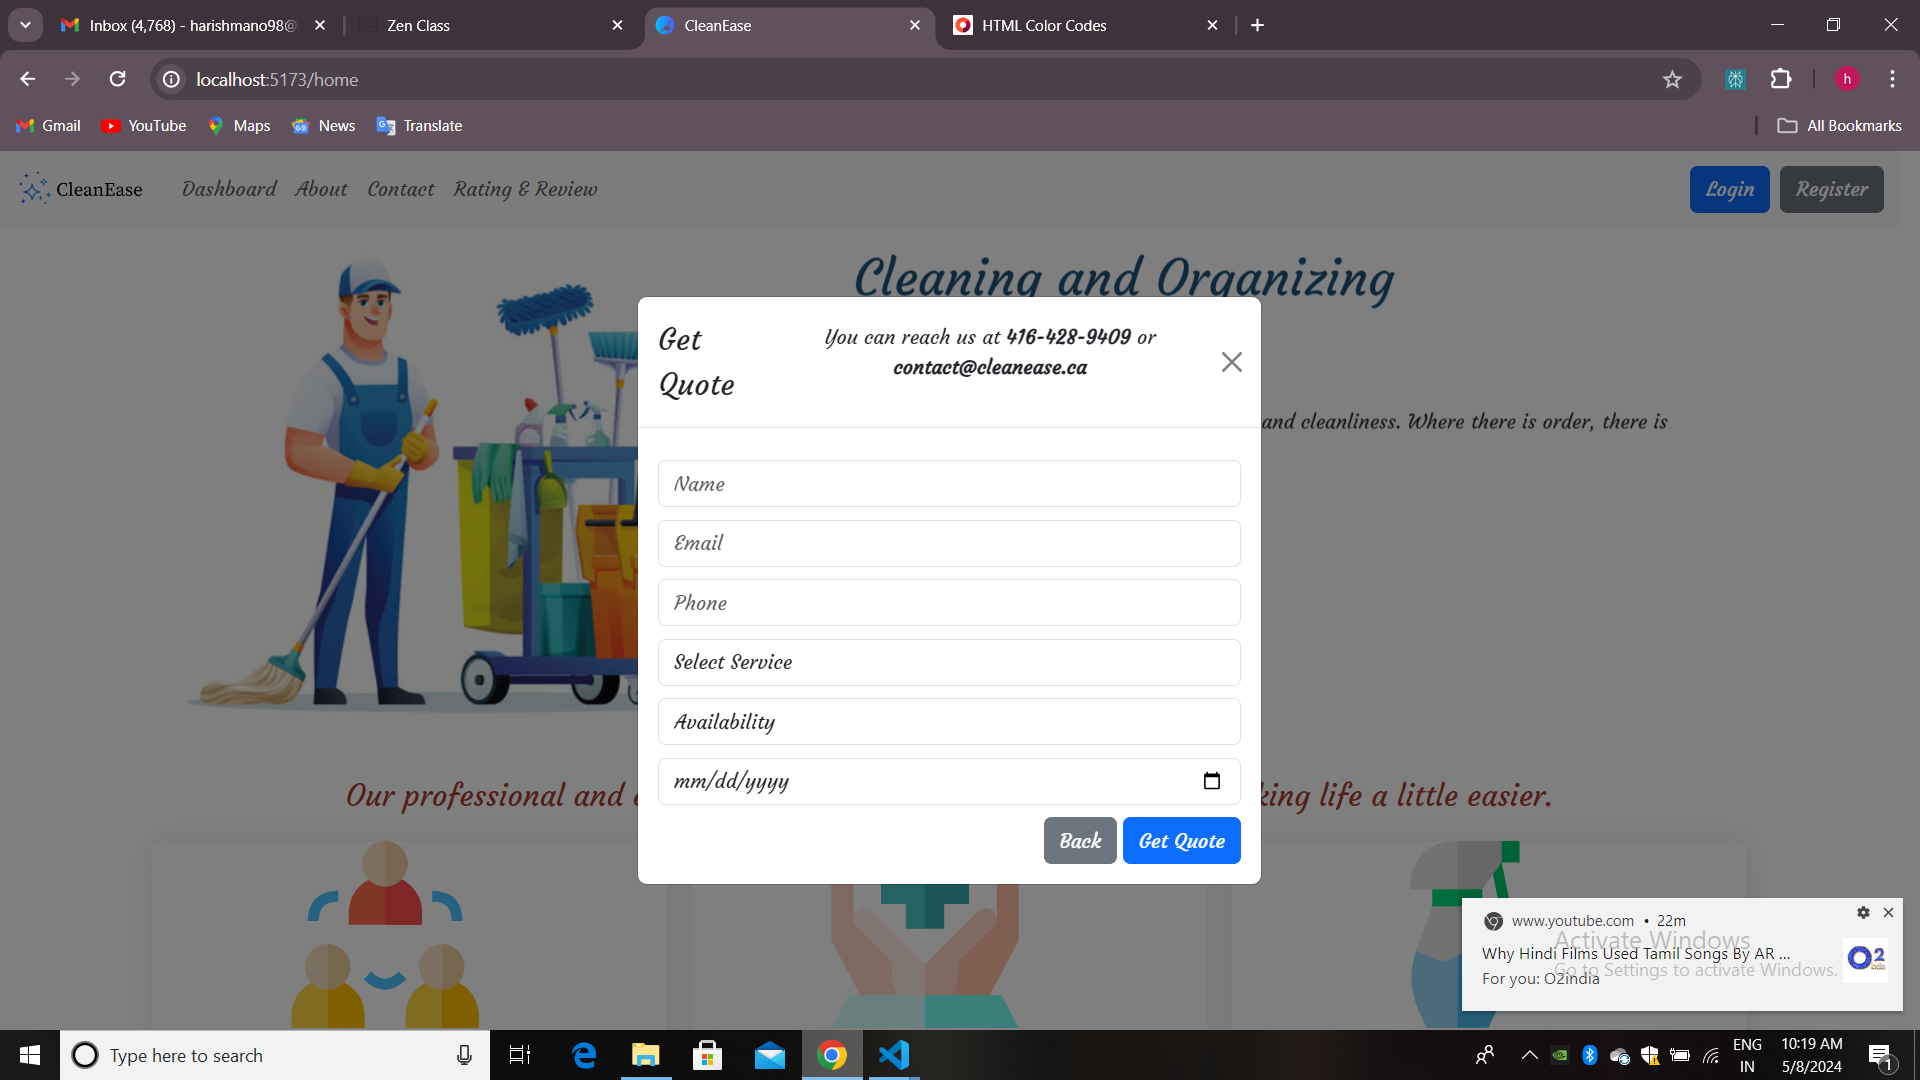 Inbox (4,768) - harishmano98@
Zen Class
CleanEase
HTML Color Codes
localhost:5173/home
h
Gmail
YouTube
Maps
News
Translate
All Bookmarks
CleanEase
Dashboard
About
Contact
Rating & Review
Login
Register
Cleaning and Organizing
Get
Quote
You can reach us at 416-428-9409 or
contact@cleanease.ca
and cleanliness. Where there is order, there is
Name
Email
Phone
Select Service
Availability
mm/dd/yyyy
Our professional and
king life a little easier.
Back
Get Quote
www.youtube.com • 22m
Why Hindi Films Used Tamil Songs By AR ...
For you: O2india
O2
Activate Windows
Go to Settings to activate Windows.
Type here to search
ENG
IN
10:19 AM
5/8/2024
1